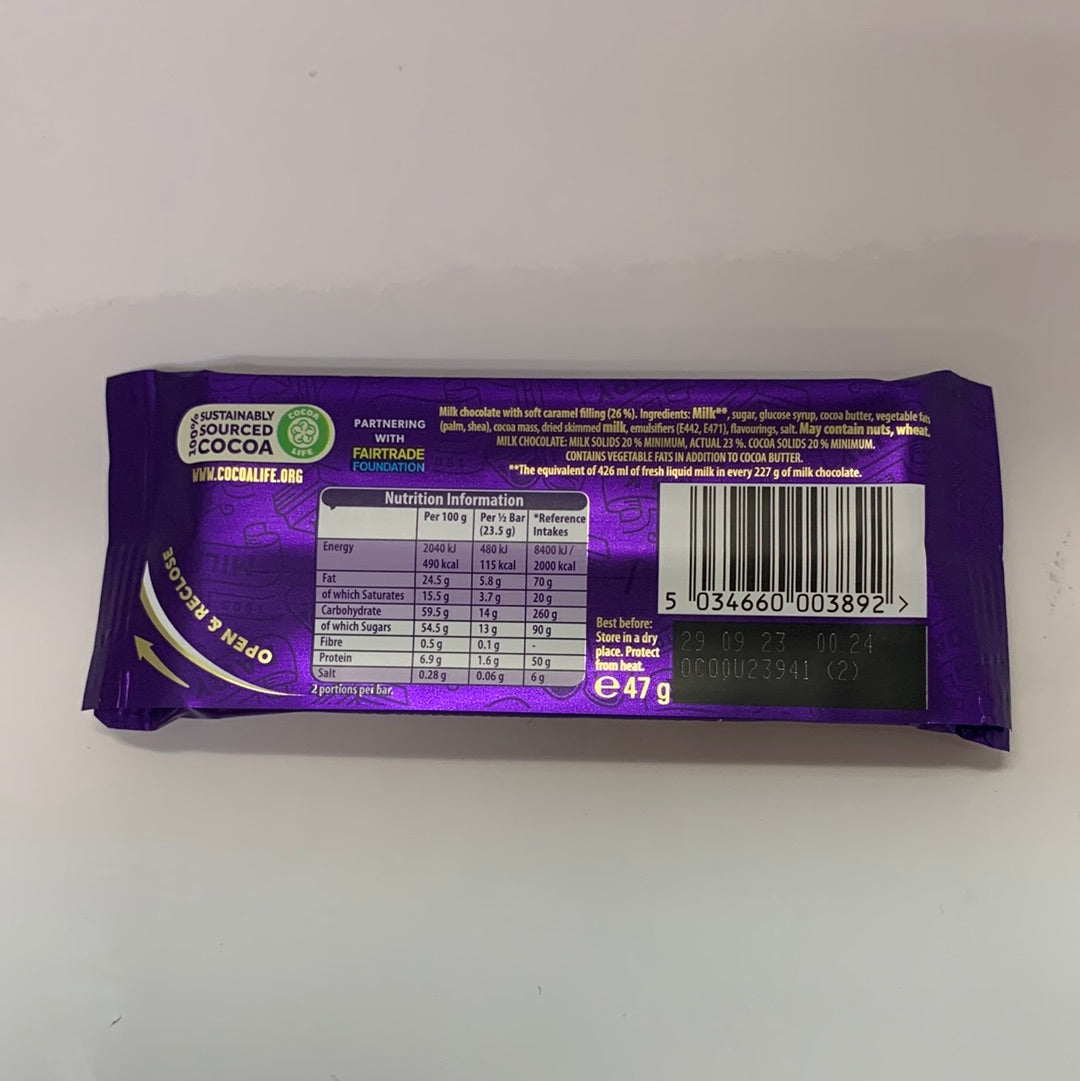 100% SUSTAINABLY
SOURCED
COCOA
COCOA
LIFE
WWW.COCOALIFE.ORG
PARTNERING
WITH
FAIRTRADE
FOUNDATION
Milk chocolate with soft caramel filling (26 %). Ingredients: Milk**, sugar, glucose syrup, cocoa butter, vegetable fats
(palm, shea), cocoa mass, dried skimmed milk, emulsifiers (E442, E471), flavourings, salt. May contain nuts, wheat.
MILK CHOCOLATE: MILK SOLIDS 20 % MINIMUM, ACTUAL 23 %. COCOA SOLIDS 20 % MINIMUM.
CONTAINS VEGETABLE FATS IN ADDITION TO COCOA BUTTER.
**The equivalent of 426 ml of fresh liquid milk in every 227 g of milk chocolate.
OPEN & RECLOSE
Nutrition Information
Per 100 g Per ½ Bar *Reference
(23.5 g) Intakes
Energy 2040 kJ 480 kJ 8400 kJ /
490 kcal 115 kcal 2000 kcal
Fat 24.5 g 5.8 g 70 g
of which Saturates 15.5 g 3.7 g 20 g
Carbohydrate 59.5 g 14 g 260 g
of which Sugars 54.5 g 13 g 90 g
Fibre 0.5 g 0.1 g -
Protein 6.9 g 1.6 g 50 g
Salt 0.28 g 0.06 g 6 g
2 portions per bar.
5 034660 003892 >
Best before:
Store in a dry
place. Protect
from heat.
e 47 g
29 09 23 00:24
OCOQU23941 (2)